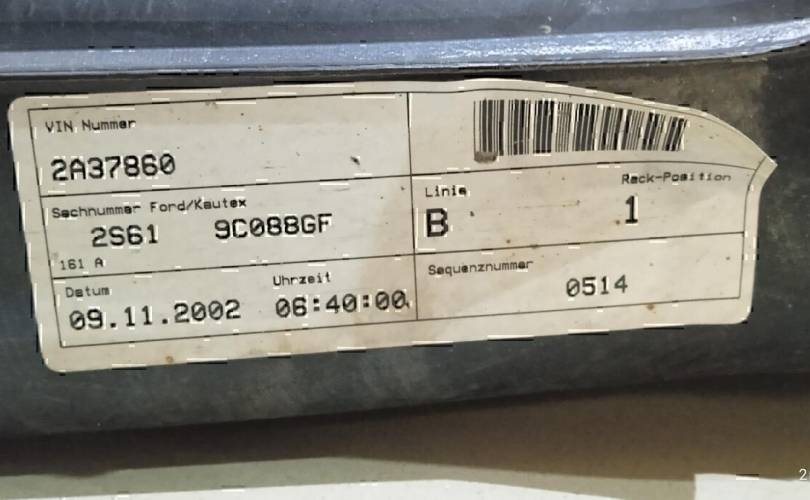 VIN Nummer
2A37860
Sachnummer Ford/Kautex
2S61 9C088GF
161 A
Datum Uhrzeit
09.11.2002 06:40:00
Linie Rack-Position
B 1
Sequenznummer
0514
2